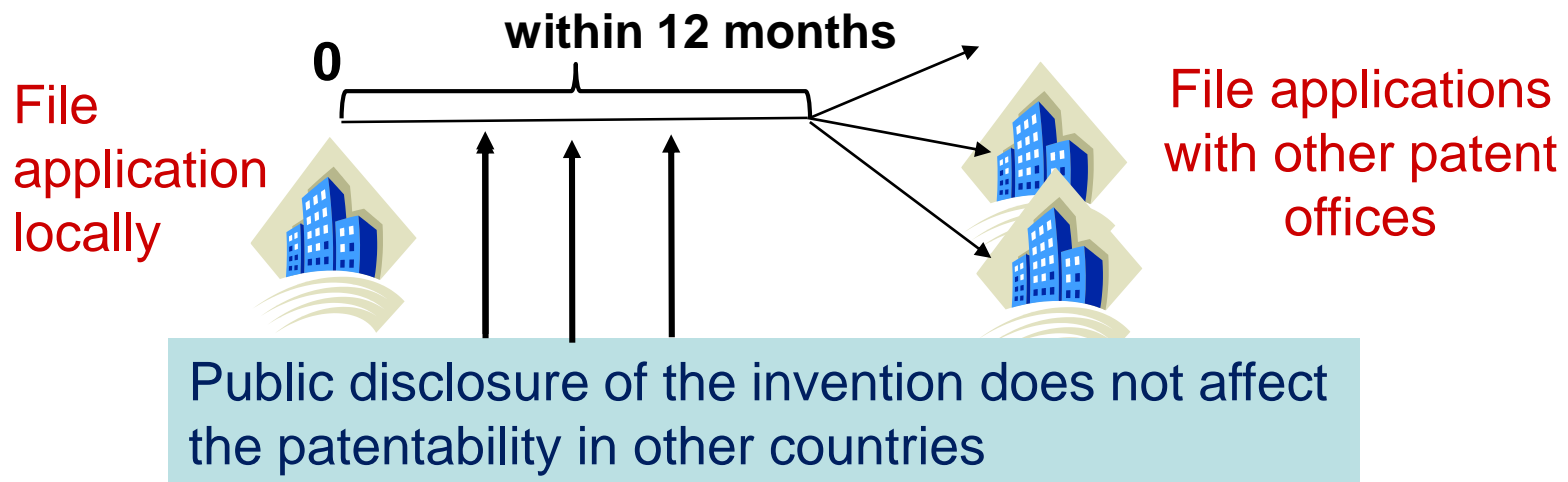 within 12 months
0
File
application
locally
File applications
with other patent
offices
Public disclosure of the invention does not affect
the patentability in other countries